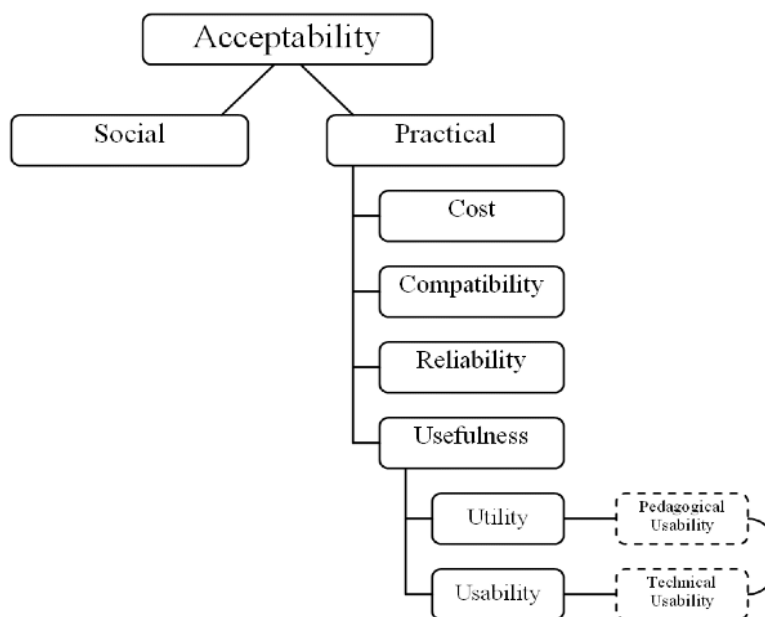 Acceptability
Social
Practical
Cost
Compatibility
Reliability
Usefulness
Utility
Pedagogical
Usability
Usability
Technical
Usability